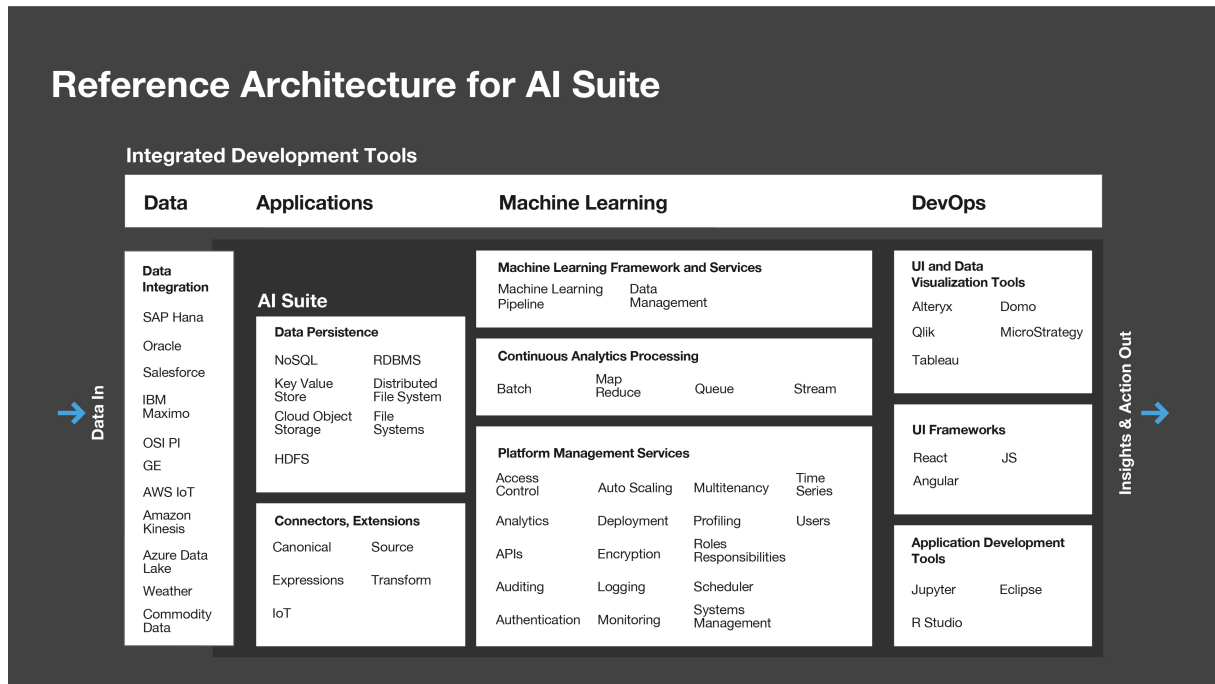 Reference Architecture for AI Suite
Integrated Development Tools
Data
Applications
Machine Learning
DevOps
Data In
Data
Integration
SAP Hana
Oracle
Salesforce
IBM
Maximo
OSI PI
GE
AWS IoT
Amazon
Kinesis
Azure Data
Lake
Weather
Commodity
Data
AI Suite
Data Persistence
NoSQL
RDBMS
Key Value
Store
Distributed
File System
Cloud Object
Storage
File
Systems
HDFS
Connectors, Extensions
Canonical
Source
Expressions
Transform
IoT
Machine Learning Framework and Services
Machine Learning
Pipeline
Data
Management
Continuous Analytics Processing
Batch
Map
Reduce
Queue
Stream
Platform Management Services
Access
Control
Auto Scaling
Multitenancy
Time
Series
Analytics
Deployment
Profiling
Users
APIs
Encryption
Roles
Responsibilities
Auditing
Logging
Scheduler
Authentication
Monitoring
Systems
Management
UI and Data
Visualization Tools
Alteryx
Domo
Qlik
MicroStrategy
Tableau
UI Frameworks
React
JS
Angular
Application Development
Tools
Jupyter
Eclipse
R Studio
Insights & Action Out